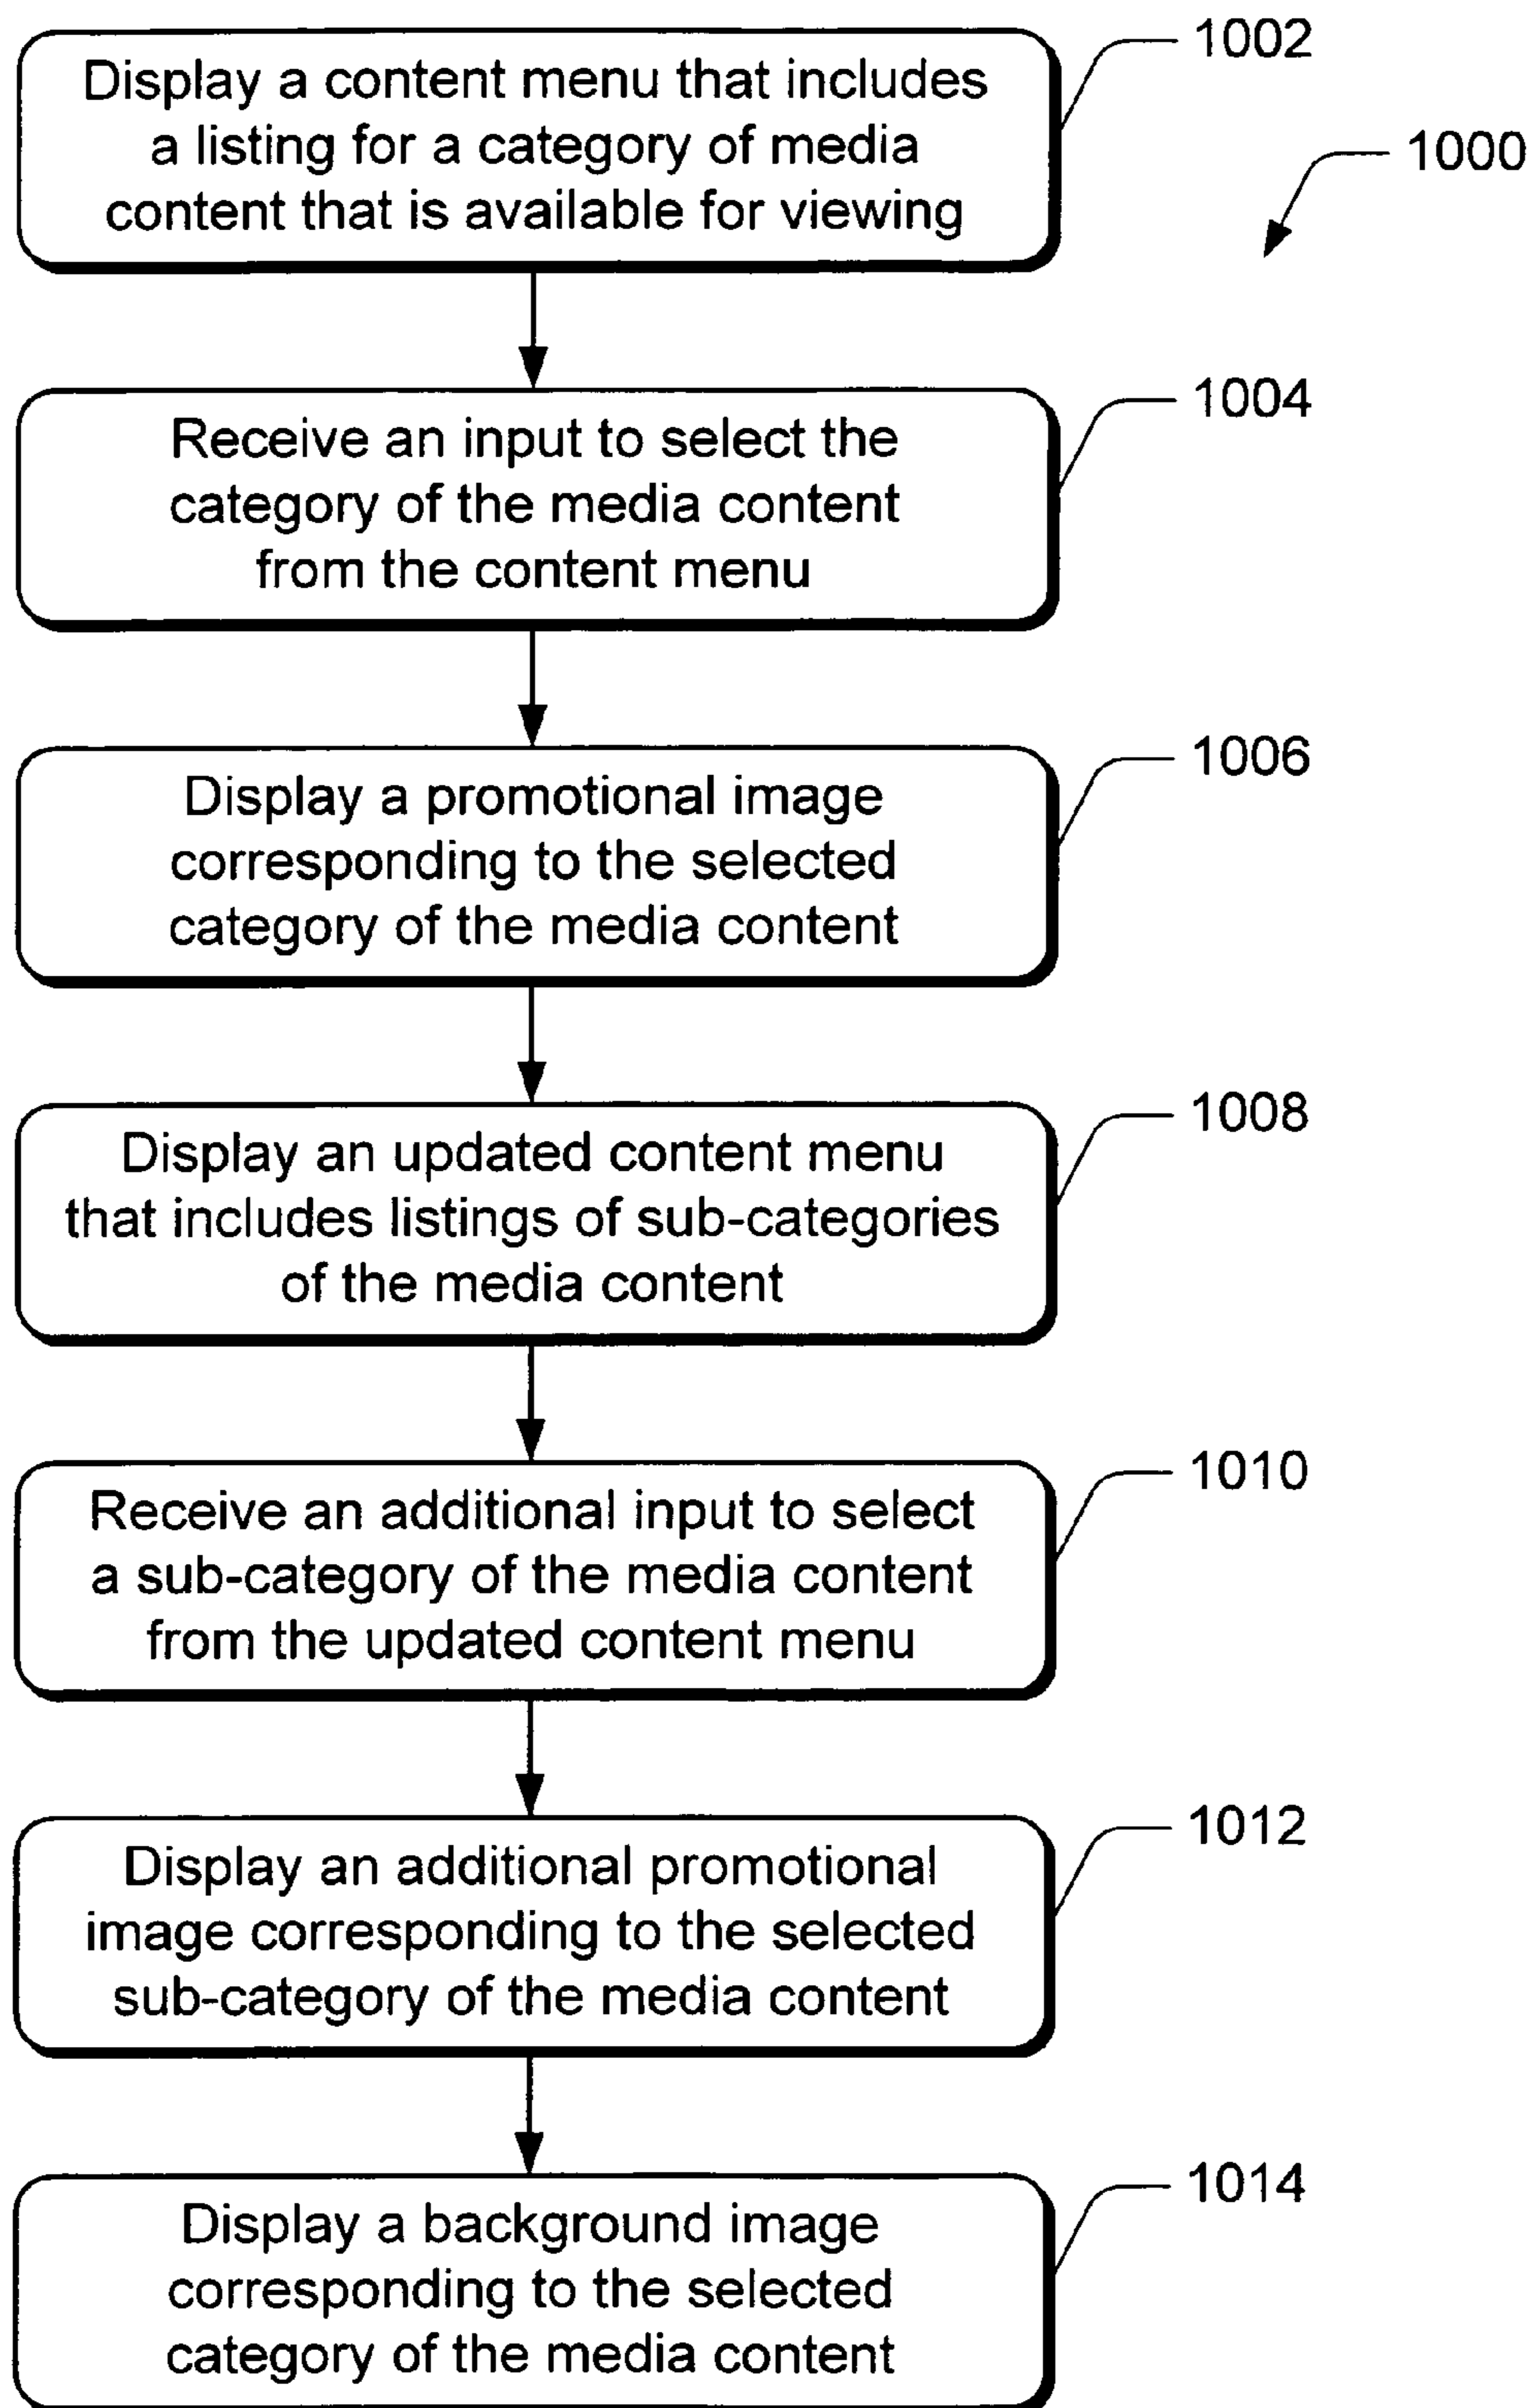 Display a content menu that includes
a listing for a category of media
content that is available for viewing
1002
1000
Receive an input to select the
category of the media content
from the content menu
1004
Display a promotional image
corresponding to the selected
category of the media content
1006
Display an updated content menu
that includes listings of sub-categories
of the media content
1008
Receive an additional input to select
a sub-category of the media content
from the updated content menu
1010
Display an additional promotional
image corresponding to the selected
sub-category of the media content
1012
Display a background image
corresponding to the selected
category of the media content
1014